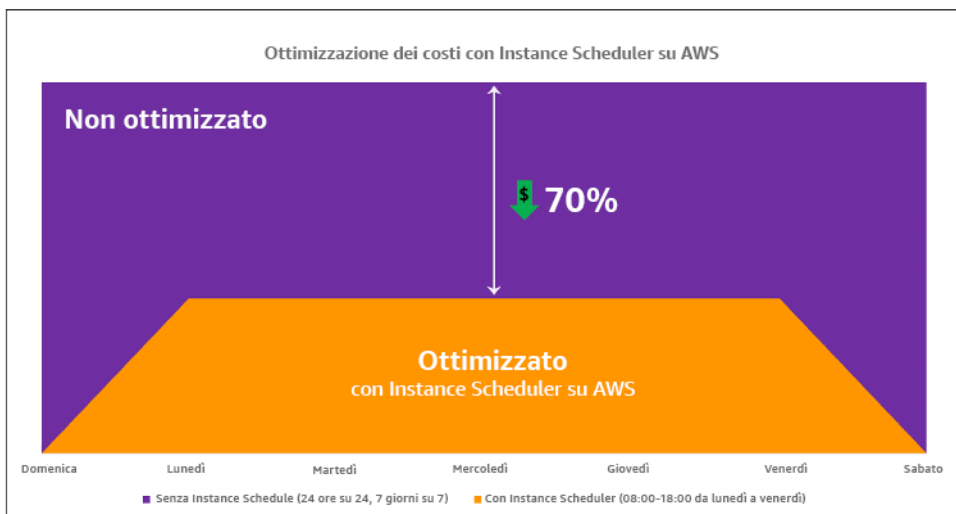 Ottimizzazione dei costi con Instance Scheduler su AWS
Non ottimizzato
$ 70%
Ottimizzato
con Instance Scheduler su AWS
Domenica Lunedì Martedì Mercoledì Giovedì Venerdì Sabato
Senza Instance Schedule (24 ore su 24, 7 giorni su 7) Con Instance Scheduler (08:00-18:00 da lunedì a venerdì)